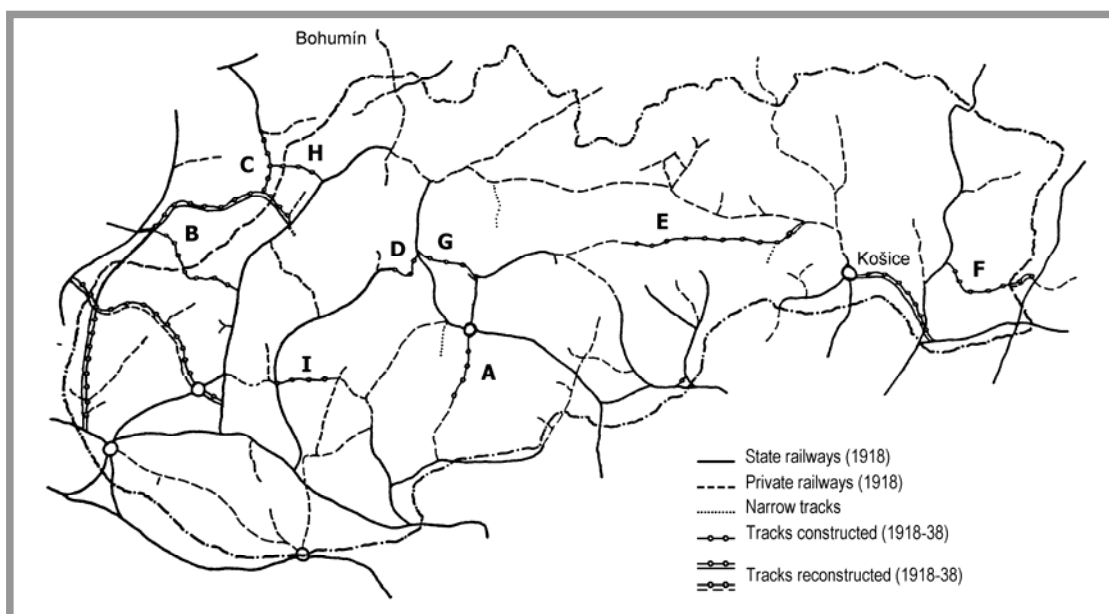 Bohumín
C
H
B
E
D
G
Košice
F
I
A
State railways (1918)
Private railways (1918)
Narrow tracks
Tracks constructed (1918-38)
Tracks reconstructed (1918-38)